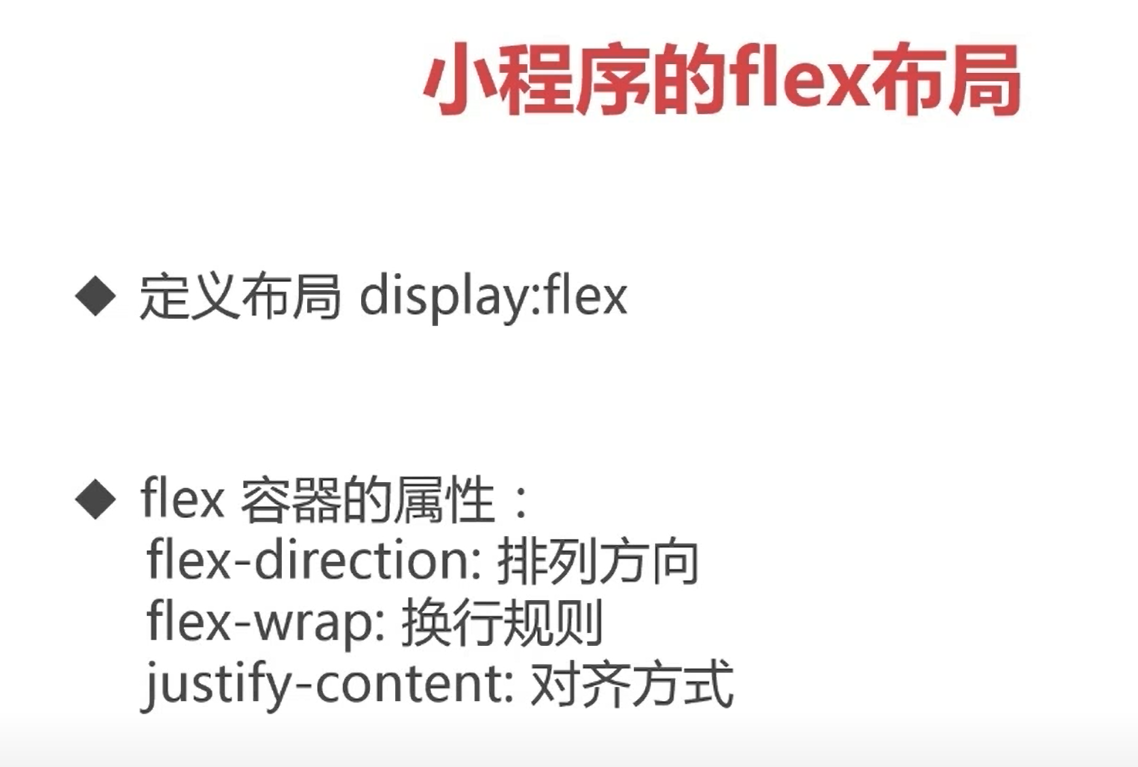 小程序的flex布局
◆ 定义布局 display:flex
◆ flex 容器的属性：
flex-direction: 排列方向
flex-wrap: 换行规则
justify-content: 对齐方式